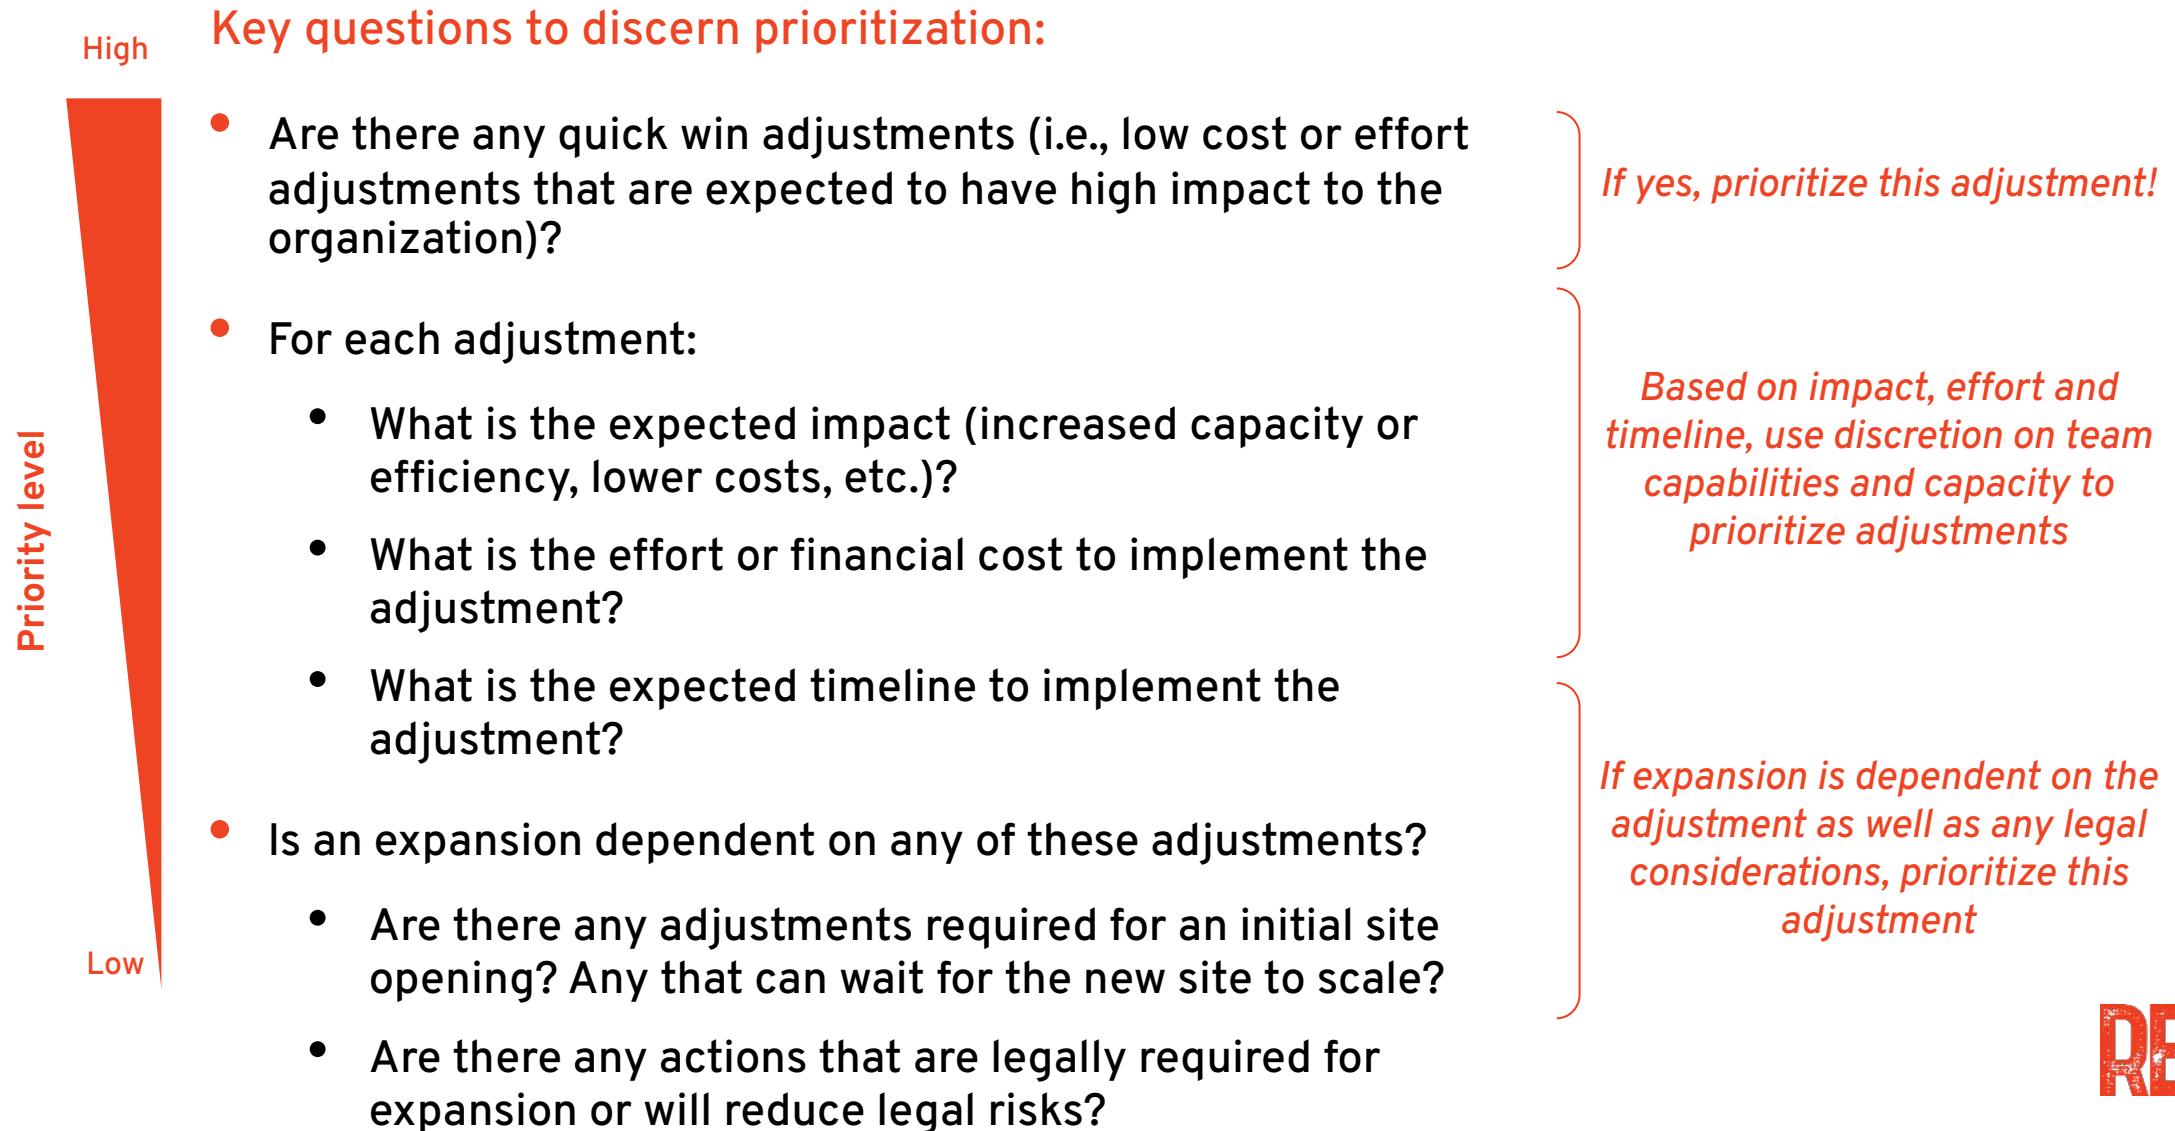 Key questions to discern prioritization:
High
Priority level
Low
• Are there any quick win adjustments (i.e., low cost or effort
adjustments that are expected to have high impact to the
organization)?
If yes, prioritize this adjustment!
• For each adjustment:
• What is the expected impact (increased capacity or
efficiency, lower costs, etc.)?
• What is the effort or financial cost to implement the
adjustment?
• What is the expected timeline to implement the
adjustment?
Based on impact, effort and
timeline, use discretion on team
capabilities and capacity to
prioritize adjustments
• Is an expansion dependent on any of these adjustments?
• Are there any adjustments required for an initial site
opening? Any that can wait for the new site to scale?
• Are there any actions that are legally required for
expansion or will reduce legal risks?
If expansion is dependent on the
adjustment as well as any legal
considerations, prioritize this
adjustment